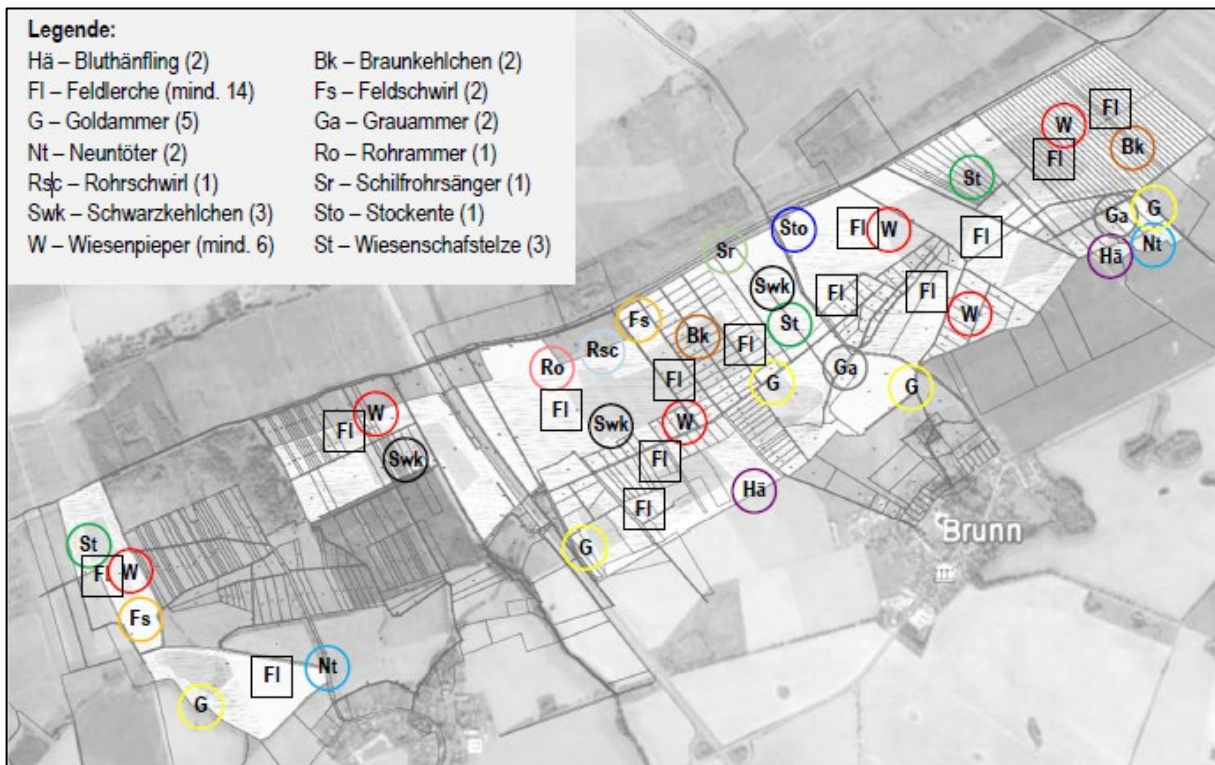 Legende:
Hä – Bluthänfling (2)
Fl – Feldlerche (mind. 14)
G – Goldammer (5)
Nt – Neuntöter (2)
Rsc – Rohrschwirl (1)
Swk – Schwarzkehlchen (3)
W – Wiesenpieper (mind. 6)
Bk – Braunkehlchen (2)
Fs – Feldschwirl (2)
Ga – Grauammer (2)
Ro – Rohrammer (1)
Sr – Schilfrohrsänger (1)
Sto – Stockente (1)
St – Wiesenschafstelze (3)
Fl
W
Fl
Bk
St
G
Ga
Nt
Hä
Sto
Fl
W
Fl
Sr
Swk
Fl
Fl
W
St
Fs
Bk
Fl
Rsc
Ro
Ga
Fl
G
G
Fl
W
Fl
Swk
W
Swk
Fl
Hä
Fl
Brunn
G
St
Fl
W
Fs
Nt
Fl
G